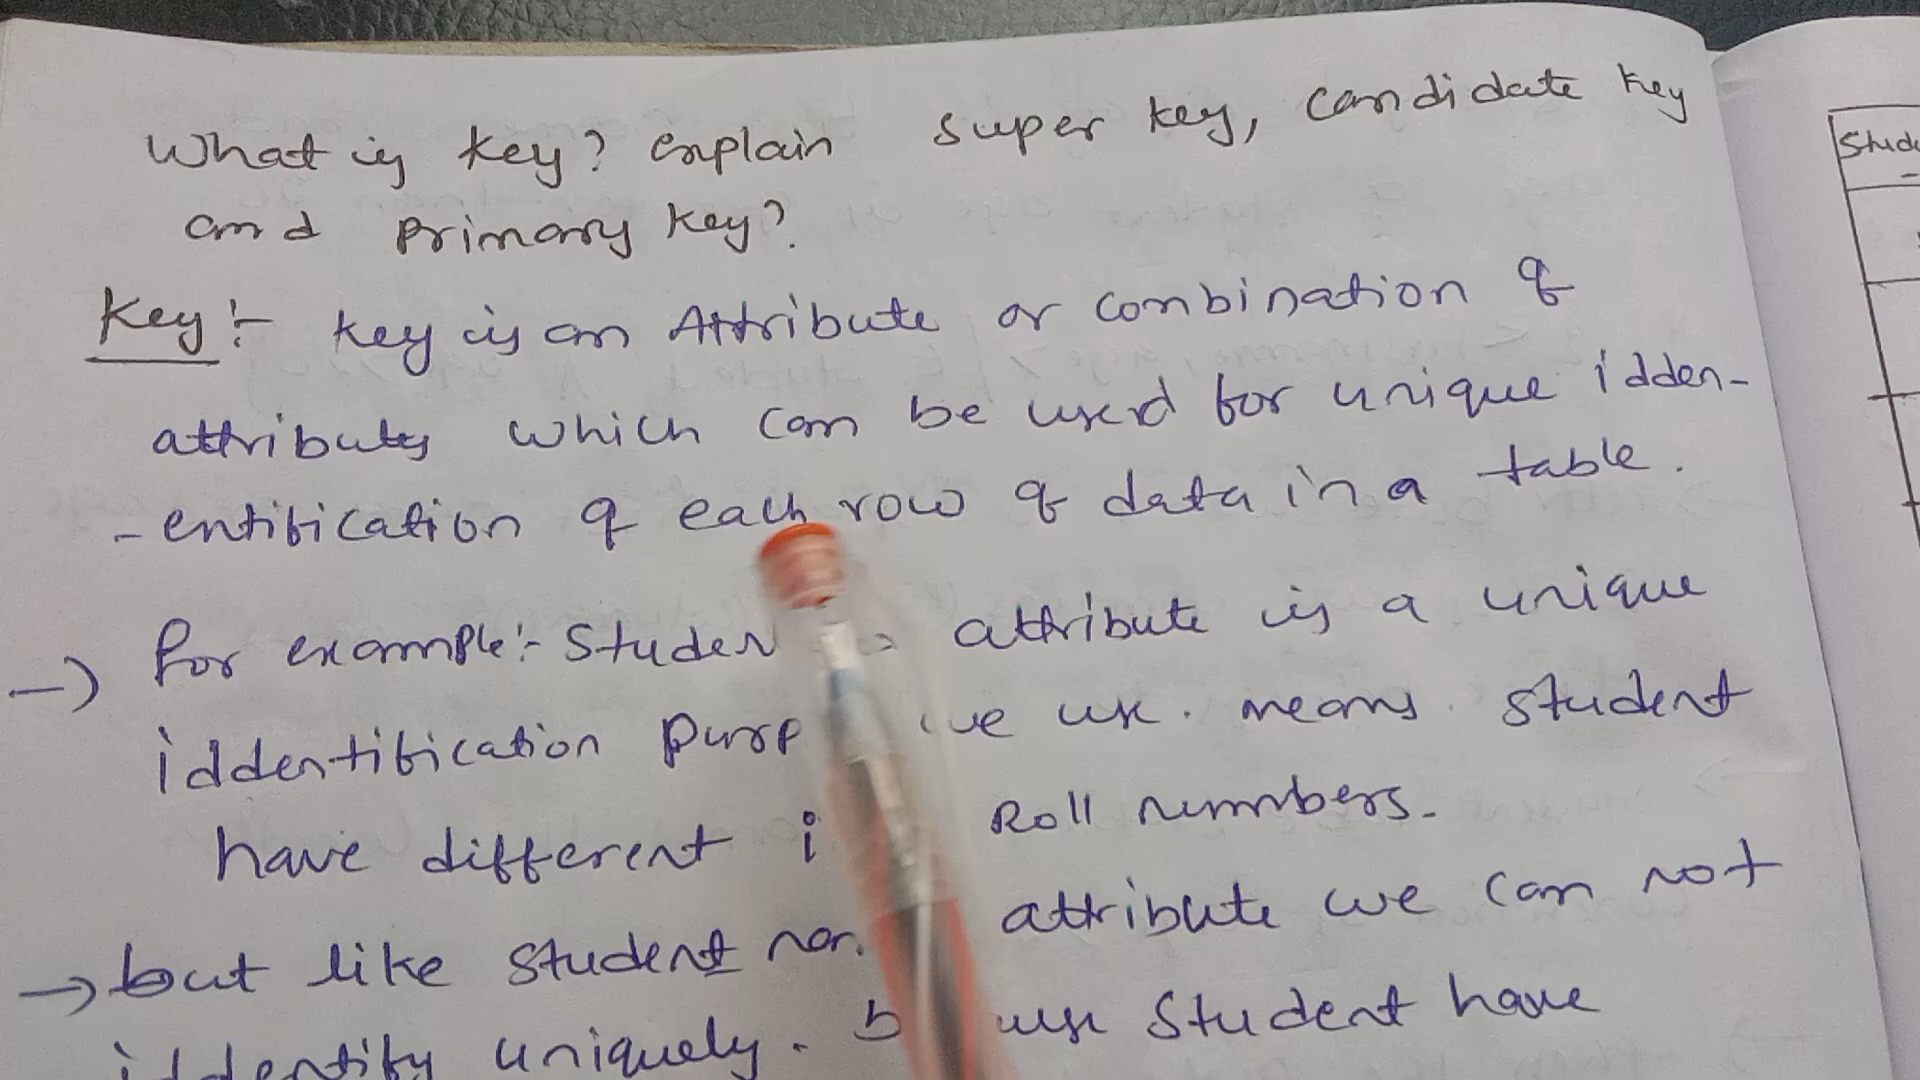 What is key? explain super key, candidate key
and primary key?
Key:- key is an Attribute or combination of
attributes which can be used for unique idden-
-entification of each row of data in a table.
-> for example:- Studen attribute is a unique
iddentification purp we use. means student
have different i Roll numbers.
-> but like student attribute we can not
iddentify uniquely. student have
Stude